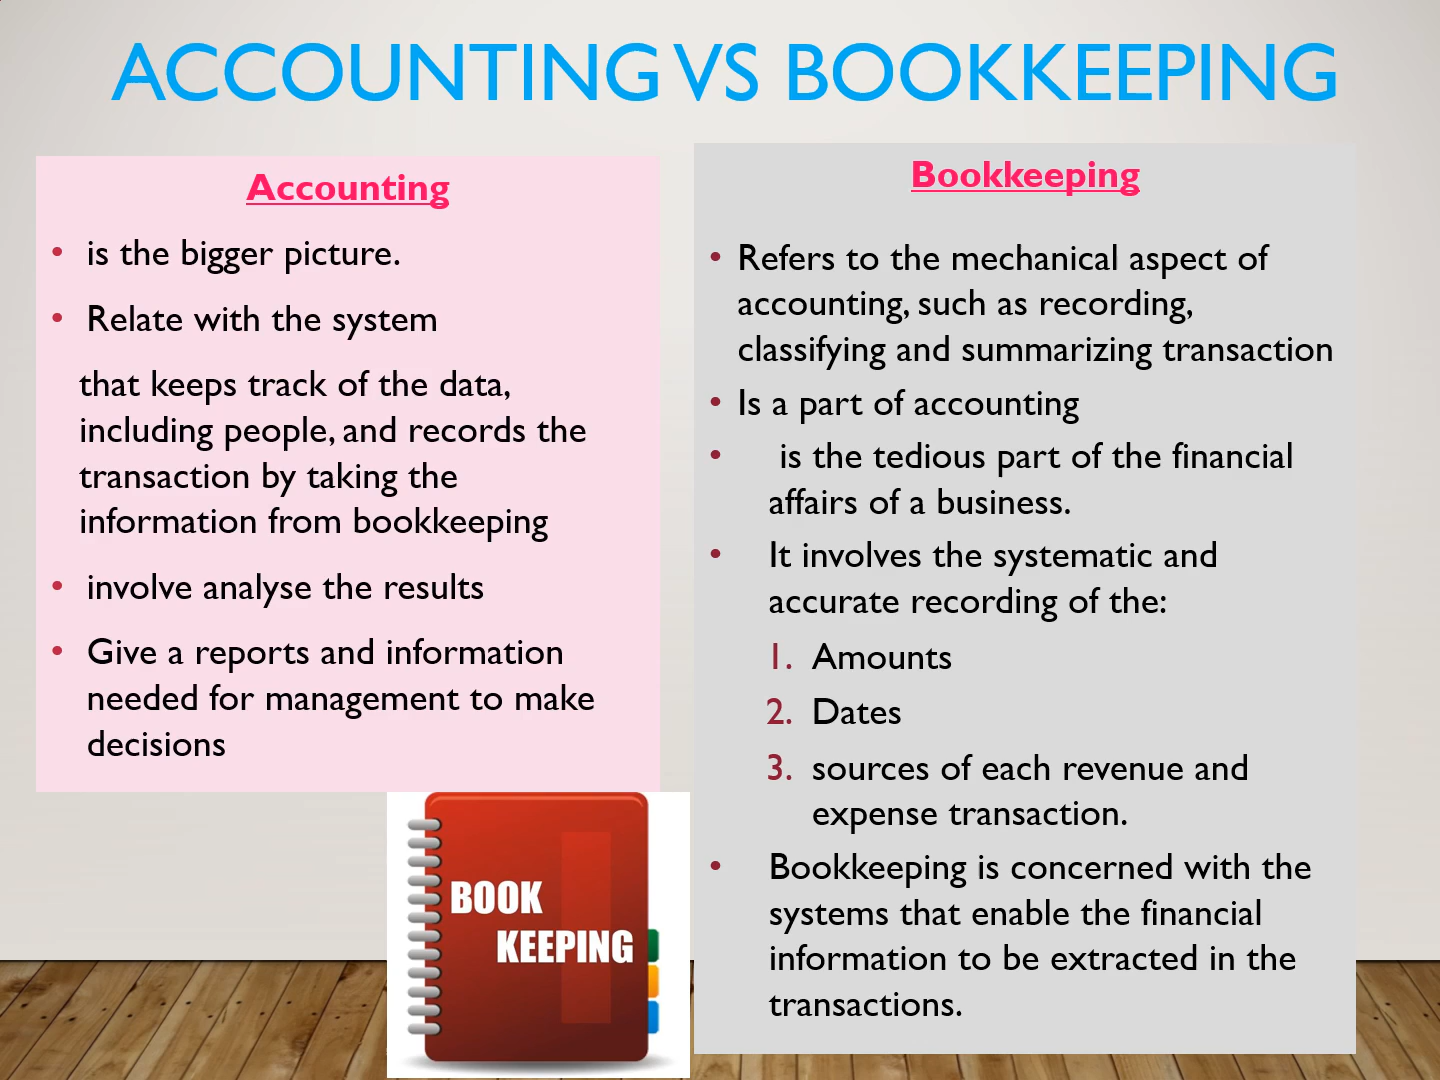 ACCOUNTING VS BOOKKEEPING
Accounting
• is the bigger picture.
• Relate with the system
that keeps track of the data,
including people, and records the
transaction by taking the
information from bookkeeping
• involve analyse the results
• Give a reports and information
needed for management to make
decisions
BOOK
KEEPING
Bookkeeping
• Refers to the mechanical aspect of
accounting, such as recording,
classifying and summarizing transaction
• Is a part of accounting
• is the tedious part of the financial
affairs of a business.
• It involves the systematic and
accurate recording of the:
1. Amounts
2. Dates
3. sources of each revenue and
expense transaction.
• Bookkeeping is concerned with the
systems that enable the financial
information to be extracted in the
transactions.